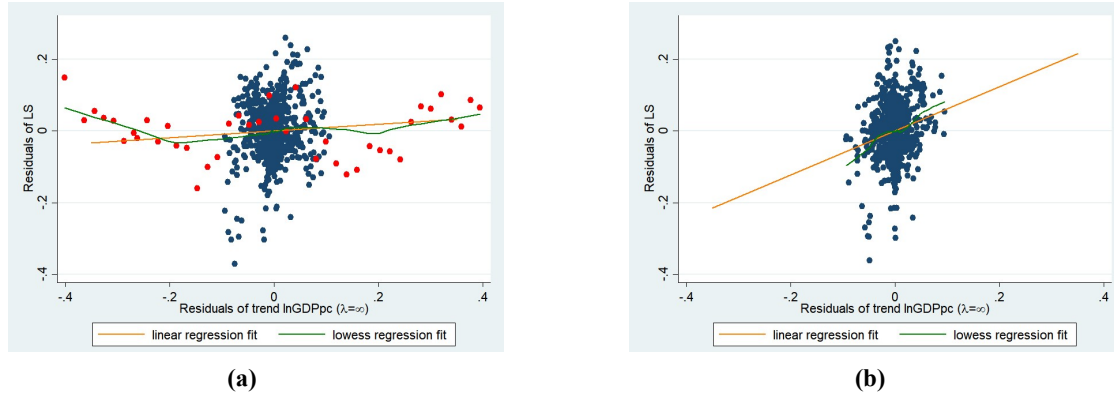 Residuals of LS
.2
0
-.2
-.4
-.4
-.2
0
.2
.4
Residuals of trend lnGDPpc (λ=∞)
linear regression fit
lowess regression fit
(a)
Residuals of LS
.2
0
-.2
-.4
-.4
-.2
0
.2
.4
Residuals of trend lnGDPpc (λ=∞)
linear regression fit
lowess regression fit
(b)